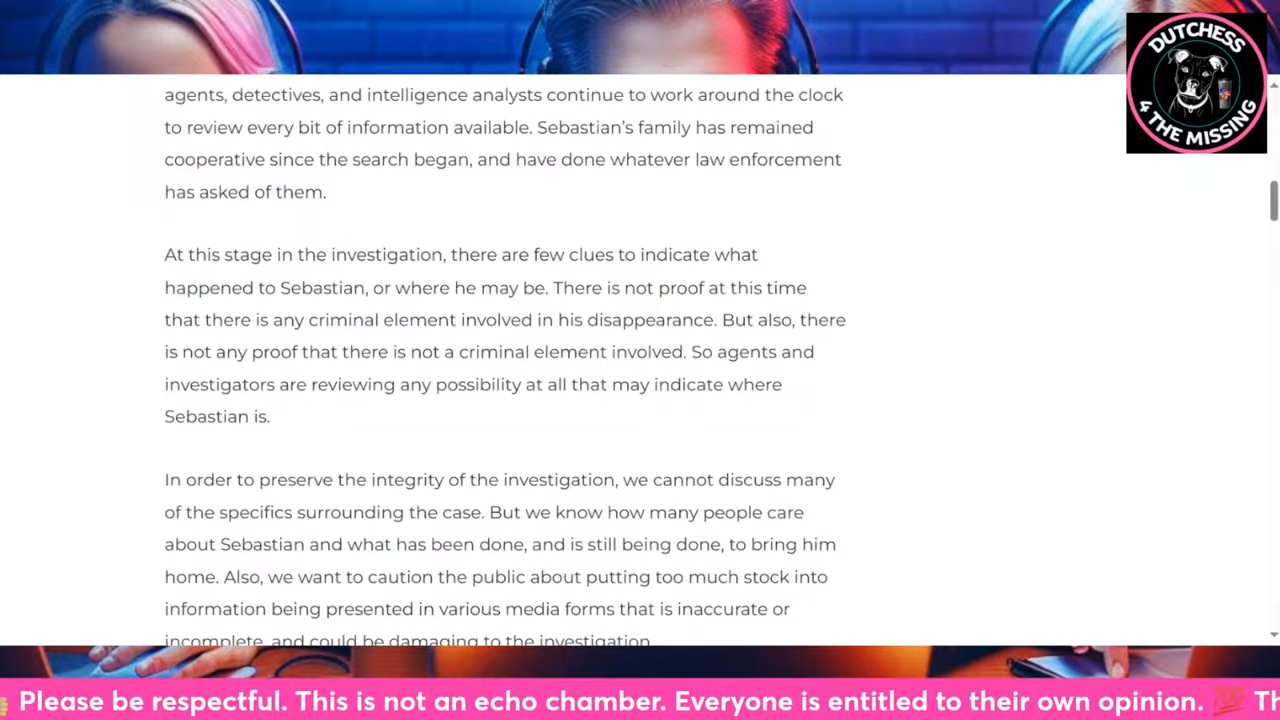 DUTCHESS
4 THE MISSING
agents, detectives, and intelligence analysts continue to work around the clock
to review every bit of information available. Sebastian’s family has remained
cooperative since the search began, and have done whatever law enforcement
has asked of them.
At this stage in the investigation, there are few clues to indicate what
happened to Sebastian, or where he may be. There is not proof at this time
that there is any criminal element involved in his disappearance. But also, there
is not any proof that there is not a criminal element involved. So agents and
investigators are reviewing any possibility at all that may indicate where
Sebastian is.
In order to preserve the integrity of the investigation, we cannot discuss many
of the specifics surrounding the case. But we know how many people care
about Sebastian and what has been done, and is still being done, to bring him
home. Also, we want to caution the public about putting too much stock into
information being presented in various media forms that is inaccurate or
incomplete, and could be damaging to the investigation.
Please be respectful. This is not an echo chamber. Everyone is entitled to their own opinion. 💯 Th